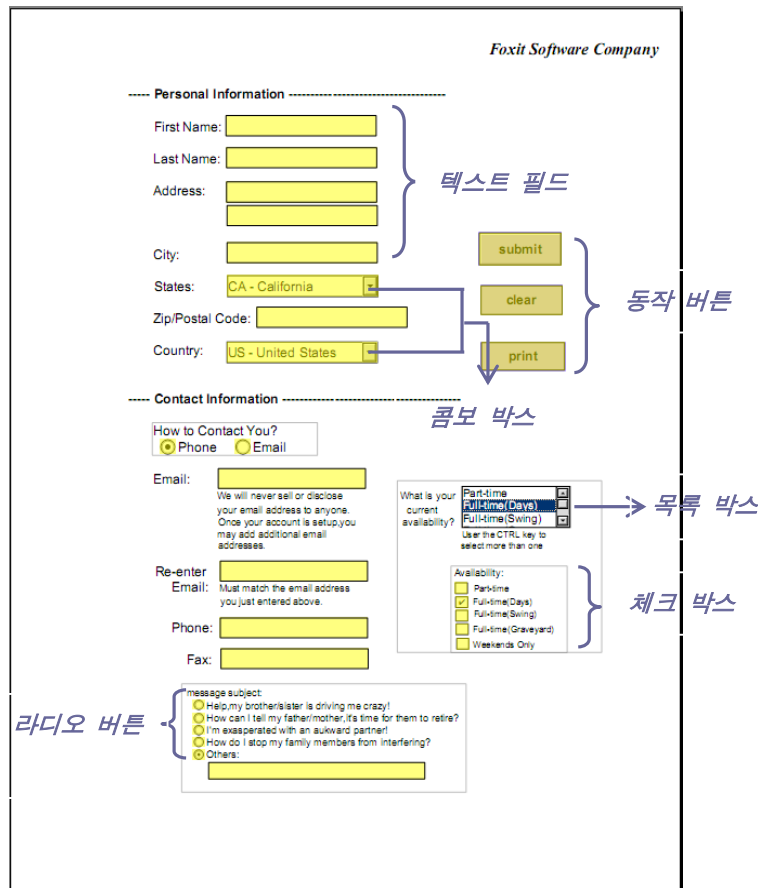 Foxit Software Company
----- Personal Information --------------------------------------
First Name:
Last Name:
텍스트 필드
Address:
City:
submit
States: CA - California
clear
동작 버튼
Zip/Postal Code:
Country: US - United States
print
----- Contact Information -------------------------------------------
콤보 박스
How to Contact You?
Phone Email
Email:
We will never sell or disclose
your email address to anyone.
Once your account is setup,you
may add additional email
addresses.
What is your
current
availability?
Part-time
Full-time(Days)
Full-time(Swing)
목록 박스
User the CTRL key to
select more than one
Re-enter
Email:
Must match the email address
you just entered above.
Availability:
Part-time
Full-time(Days)
Full-time(Swing)
Full-time(Graveyard)
Weekends Only
체크 박스
Phone:
Fax:
message subject:
Help,my brother/sister is driving me crazy!
How can I tell my father/mother,it's time for them to retire?
I'm exasperated with an aukward partner!
How do I stop my family members from interfering?
Others:
라디오 버튼